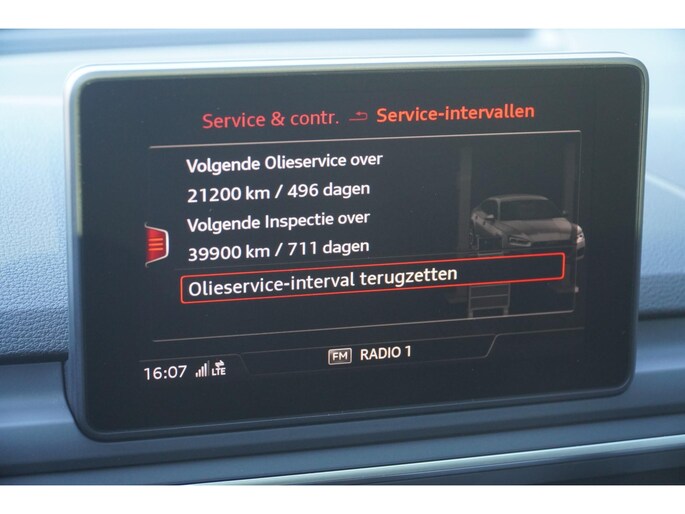 Service & contr. Service-intervallen
Volgende Olieservice over
21200 km / 496 dagen
Volgende Inspectie over
39900 km / 711 dagen
Olieservice-interval terugzetten
FM RADIO 1
16:07 LTE